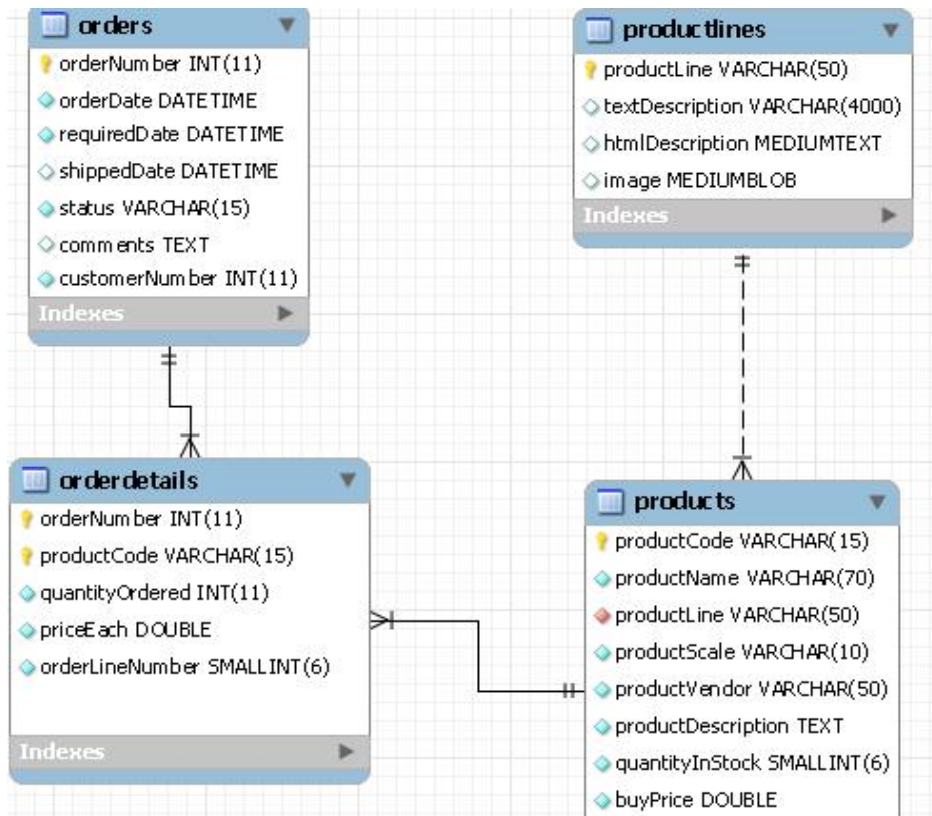 orders
orderNumber INT(11)
orderDate DATETIME
requiredDate DATETIME
shippedDate DATETIME
status VARCHAR(15)
comments TEXT
customerNumber INT(11)
Indexes
productlines
productLine VARCHAR(50)
textDescription VARCHAR(4000)
htmlDescription MEDIUMTEXT
image MEDIUMBLOB
Indexes
orderdetails
orderNumber INT(11)
productCode VARCHAR(15)
quantityOrdered INT(11)
priceEach DOUBLE
orderLineNumber SMALLINT(6)
Indexes
products
productCode VARCHAR(15)
productName VARCHAR(70)
productLine VARCHAR(50)
productScale VARCHAR(10)
productVendor VARCHAR(50)
productDescription TEXT
quantityInStock SMALLINT(6)
buyPrice DOUBLE